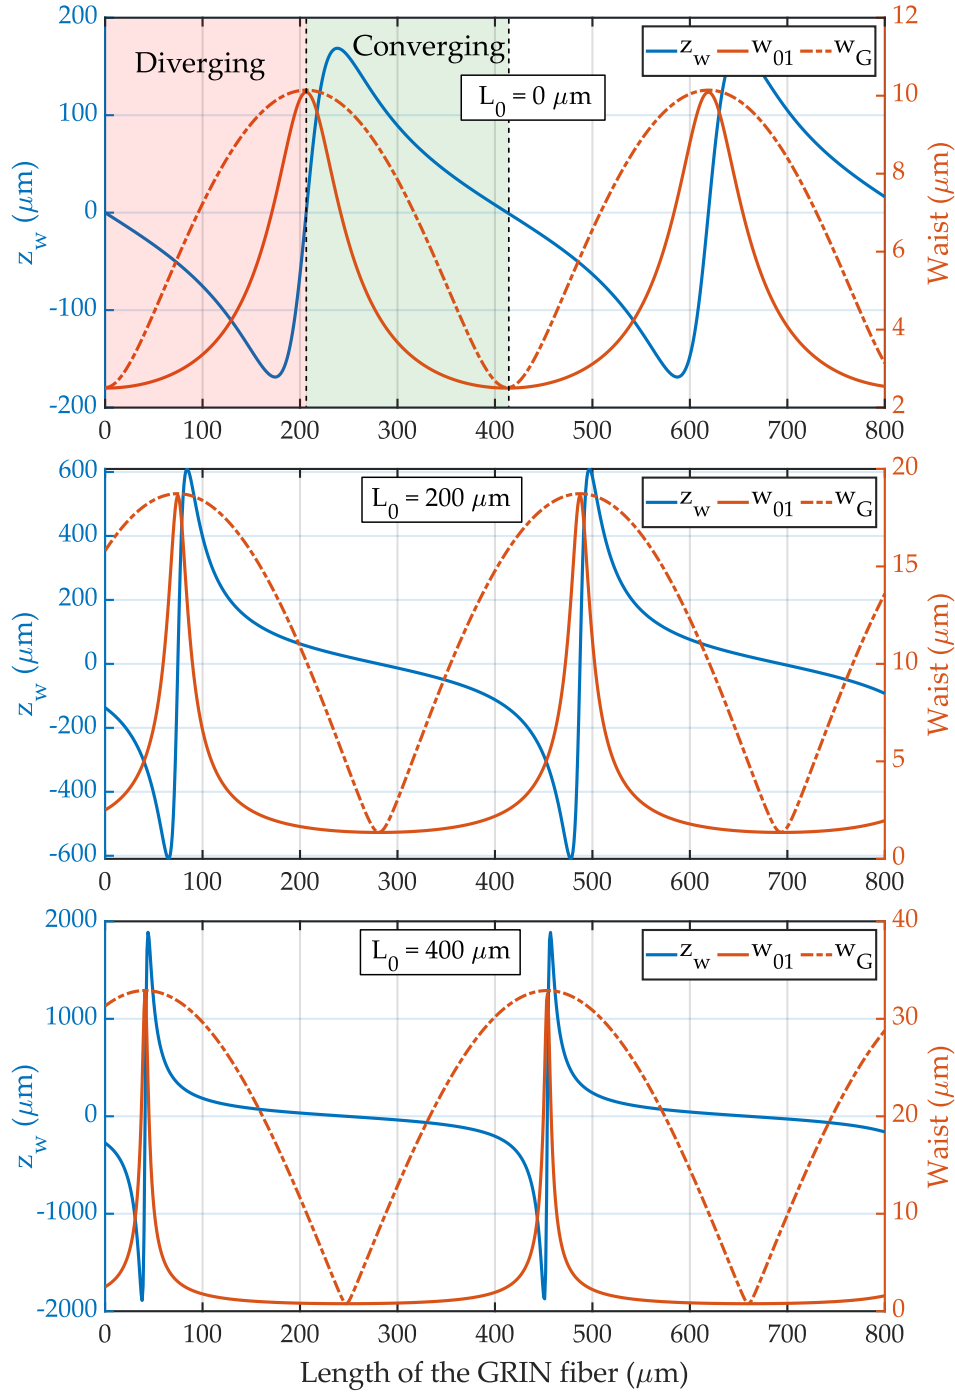 200
100
0
-100
-200
z_w (μm)
Diverging
Converging
L_0 = 0 μm
z_w w_01 w_G
12
10
8
6
4
2
Waist (μm)
0 100 200 300 400 500 600 700 800
600
400
200
0
-200
-400
-600
z_w (μm)
L_0 = 200 μm
z_w w_01 w_G
20
15
10
5
0
Waist (μm)
0 100 200 300 400 500 600 700 800
2000
1000
0
-1000
-2000
z_w (μm)
L_0 = 400 μm
z_w w_01 w_G
40
30
20
10
0
Waist (μm)
0 100 200 300 400 500 600 700 800
Length of the GRIN fiber (μm)